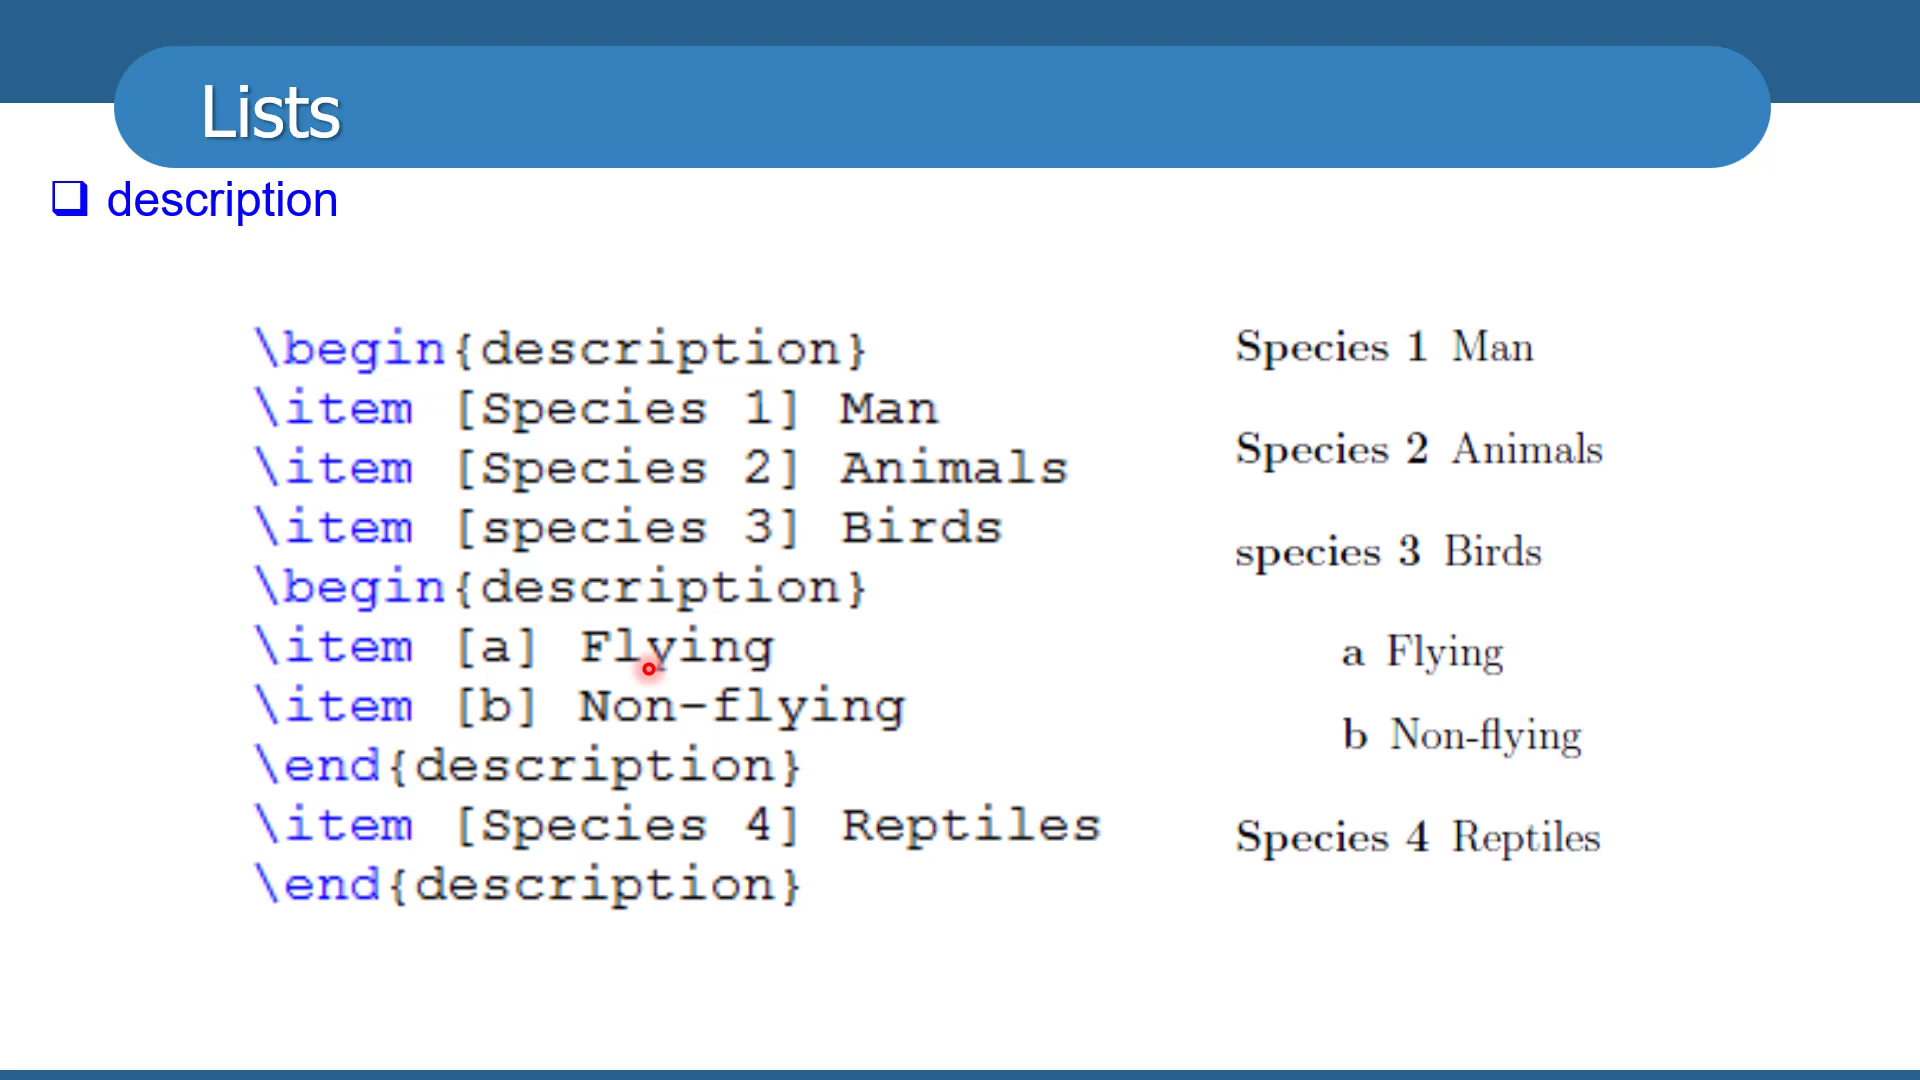 Lists
description
\begin{description}
\item [Species 1] Man
\item [Species 2] Animals
\item [species 3] Birds
\begin{description}
\item [a] Flying
\item [b] Non-flying
\end{description}
\item [Species 4] Reptiles
\end{description}
Species 1 Man
Species 2 Animals
species 3 Birds
a Flying
b Non-flying
Species 4 Reptiles